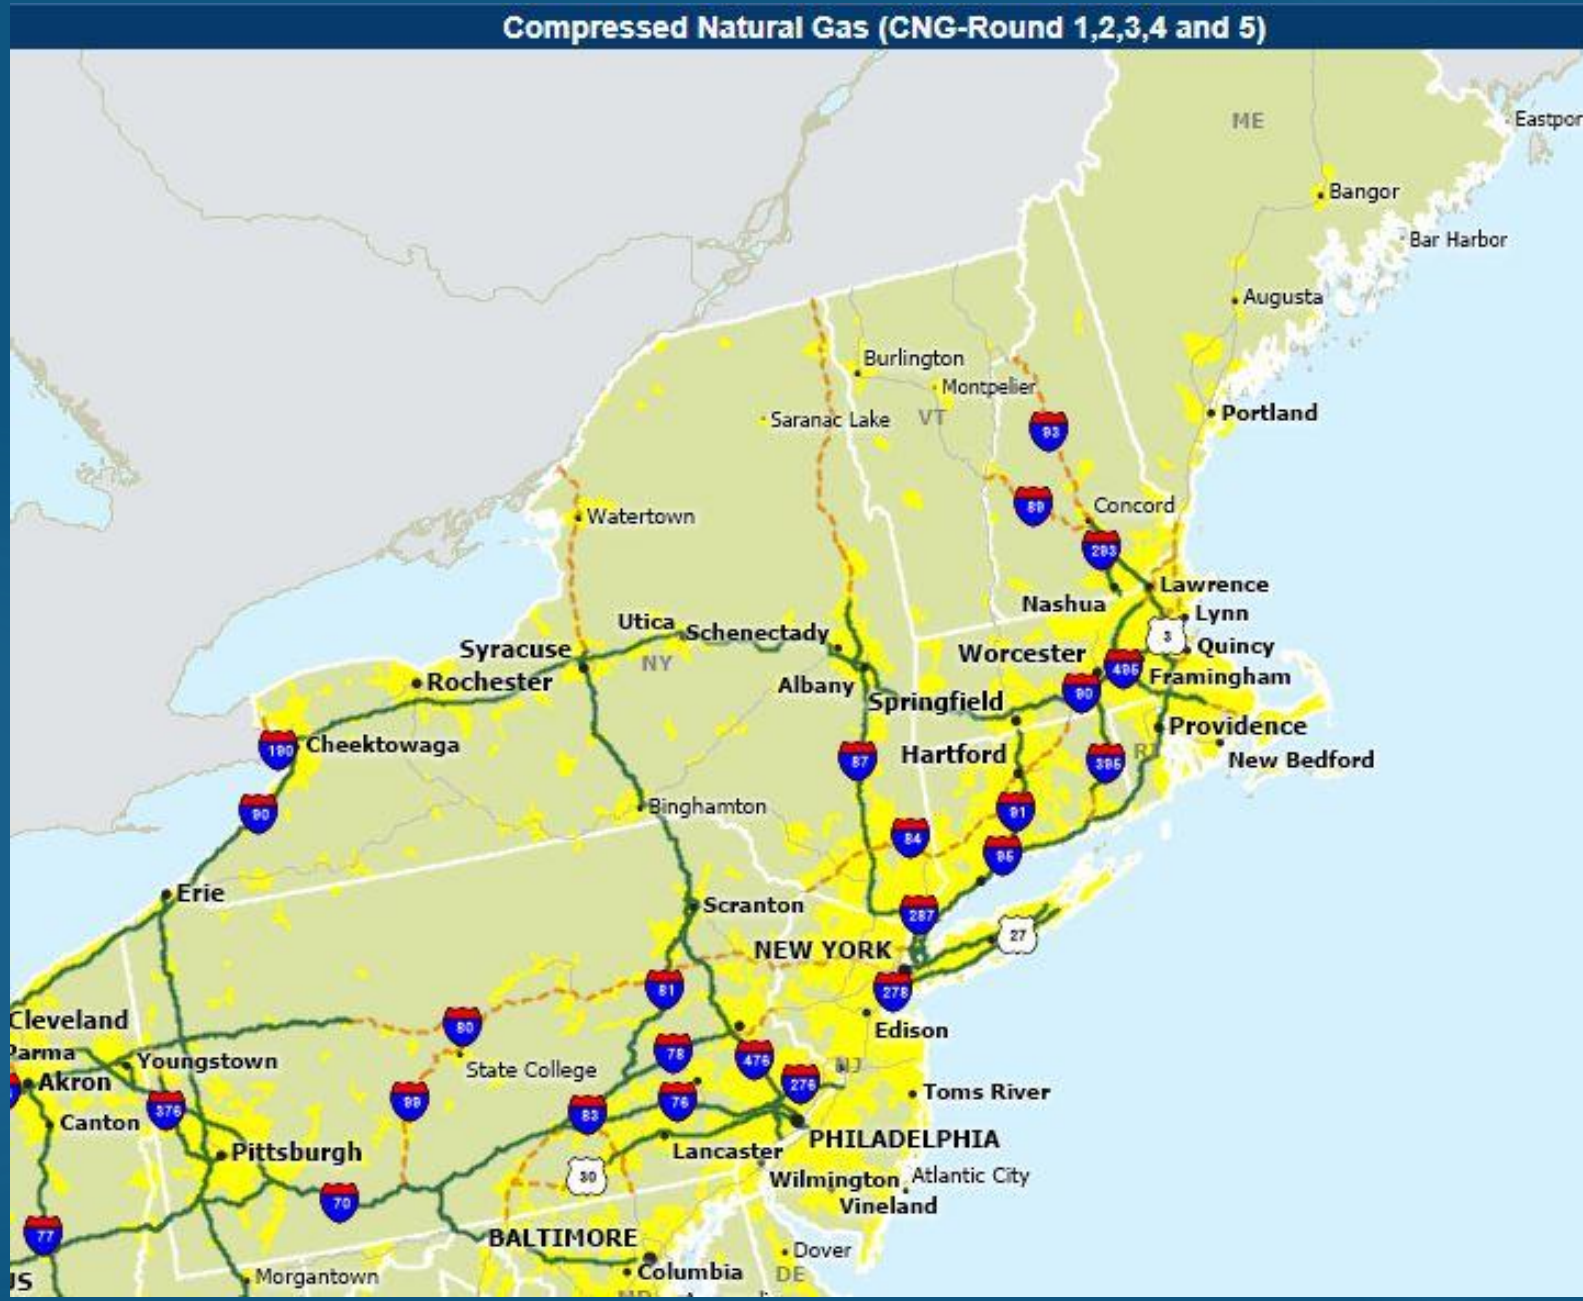 Compressed Natural Gas (CNG-Round 1,2,3,4 and 5)
ME
Eastpor
Bangor
Bar Harbor
Augusta
Burlington
Montpelier
Saranac Lake
VT
Portland
93
Watertown
89
Concord
293
Lawrence
Nashua
Lynn
Utica
Schenectady
3
Quincy
Syracuse
NY
Worcester
495
Framingham
Rochester
Albany
Springfield
90
Providence
190
Cheektowaga
87
Hartford
395
RI
New Bedford
90
Binghamton
91
84
95
Erie
Scranton
287
NEW YORK
27
81
278
Cleveland
80
Edison
Parma
Youngstown
State College
78
476
NJ
Akron
99
276
Toms River
Canton
376
83
76
Pittsburgh
PHILADELPHIA
Lancaster
30
Wilmington
Atlantic City
70
Vineland
77
BALTIMORE
Dover
US
Morgantown
Columbia
DE
MD